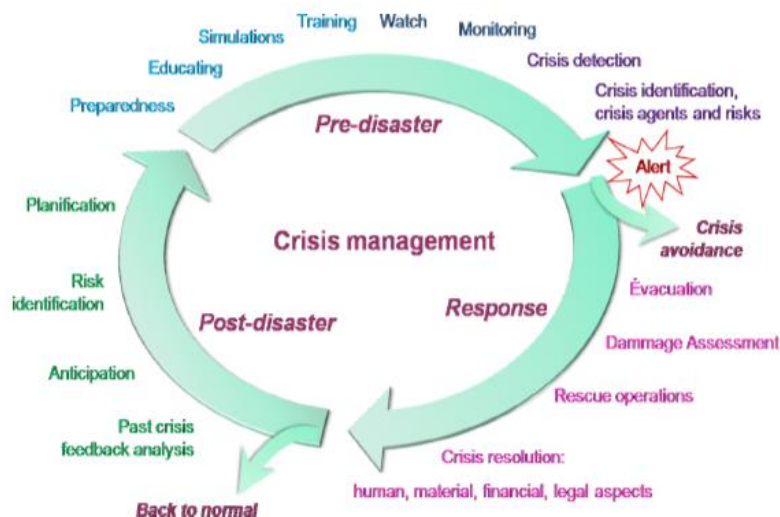 Training
Watch
Monitoring
Simulations
Educating
Preparedness
Crisis detection
Crisis identification,
crisis agents and risks
Pre-disaster
Alert
Crisis
avoidance
Planification
Crisis management
Risk
identification
Post-disaster
Response
Évacuation
Dammage Assessment
Anticipation
Rescue operations
Past crisis
feedback analysis
Crisis resolution:
human, material, financial, legal aspects
Back to normal